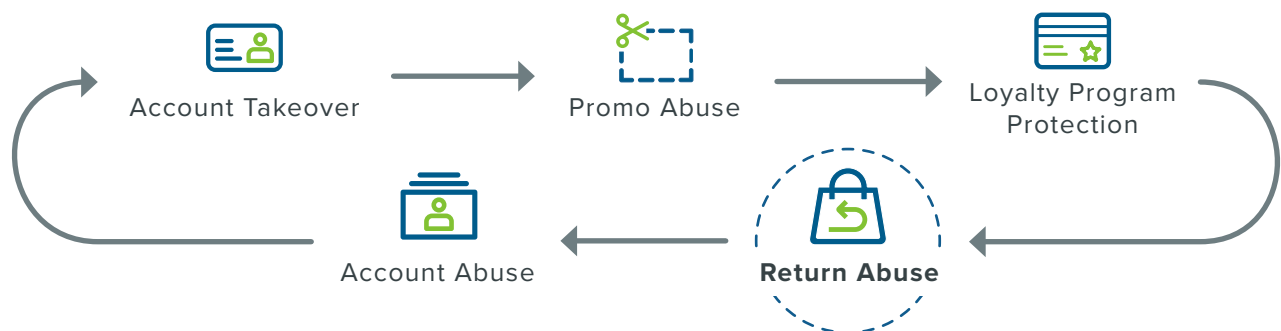 Account Takeover
Promo Abuse
Loyalty Program
Protection
Return Abuse
Account Abuse